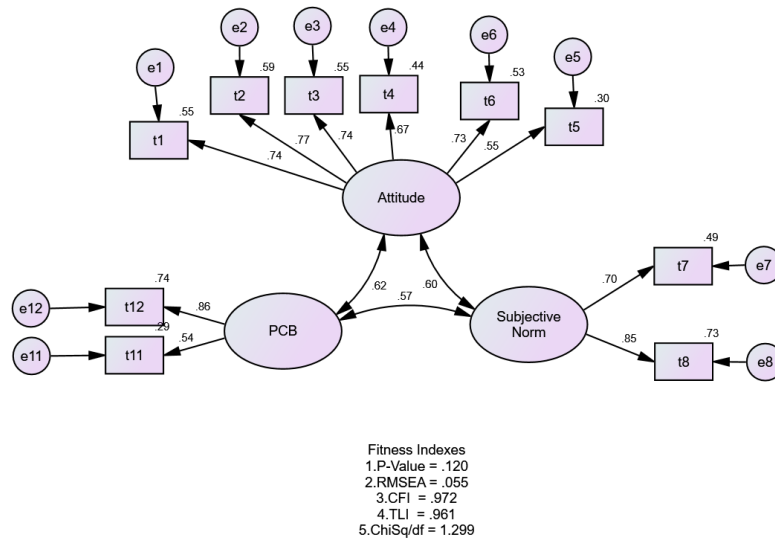 e2
e3
e4
e6
e5
e1
.59
.55
.44
.53
.30
.55
t2
t3
t4
t6
t5
t1
.77
.74
.67
.73
.55
.74
Attitude
.62
.60
.57
.49
t7
e7
.70
.74
t12
e12
.86
PCB
Subjective
Norm
.29
t11
e11
.54
.85
.73
t8
e8
Fitness Indexes
1.P-Value = .120
2.RMSEA = .055
3.CFI = .972
4.TLI = .961
5.ChiSq/df = 1.299